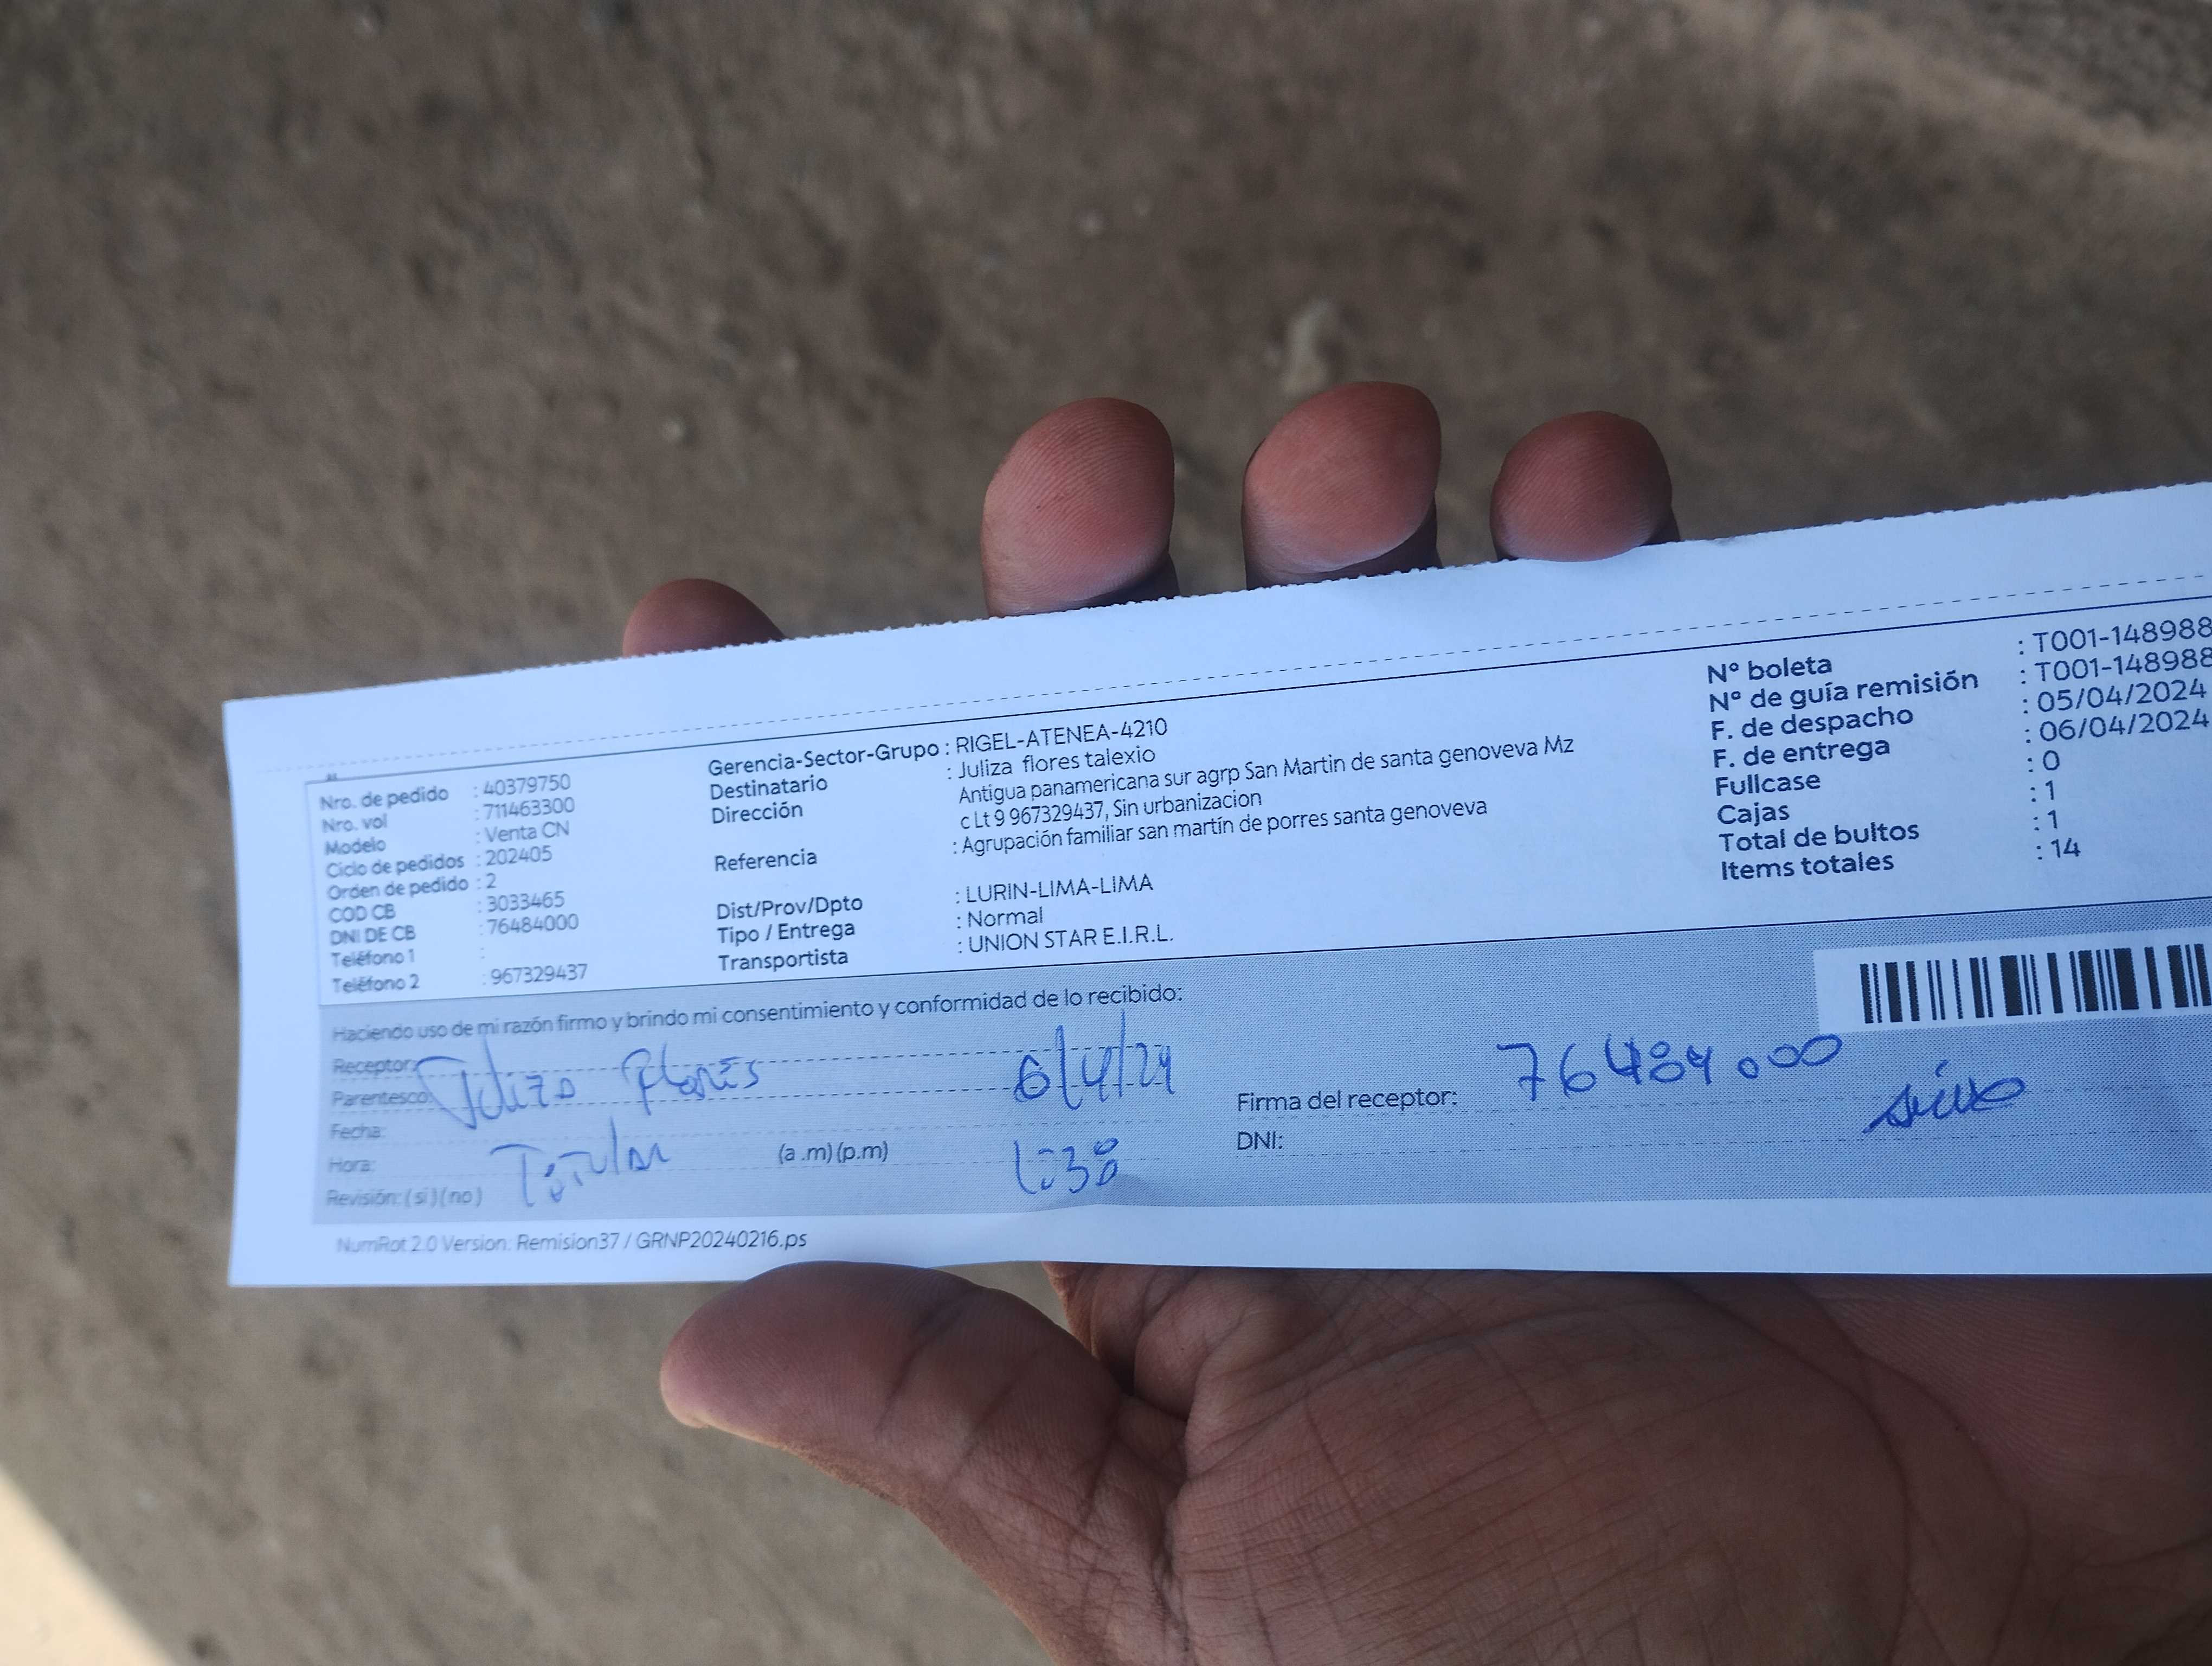 Nro. de pedido : 40379750
Nro. vol : 711463300
Modelo : Venta CN
Ciclo de pedidos : 202405
Orden de pedido : 2
COD CB : 3033465
DNI DE CB : 76484000
Teléfono 1 :
Teléfono 2 : 967329437
Gerencia-Sector-Grupo : RIGEL-ATENEA-4210
Destinatario : Juliza flores talexio
Dirección Antigua panamericana sur agrp San Martin de santa genoveva Mz
c Lt 9 967329437, Sin urbanizacion
Referencia : Agrupación familiar san martín de porres santa genoveva
Dist/Prov/Dpto : LURIN-LIMA-LIMA
Tipo / Entrega : Normal
Transportista : UNION STAR E.I.R.L.
Nº boleta : T001-148988
Nº de guía remisión : T001-148988
F. de despacho : 05/04/2024
F. de entrega : 06/04/2024
Fullcase : 0
Cajas : 1
Total de bultos : 1
Items totales : 14
Haciendo uso de mi razón firmo y brindo mi consentimiento y conformidad de lo recibido:
Receptor: Juliza Flores 6/4/24
Parentesco:
Fecha:
Hora: Titular (a .m) (p.m) 1:38
Revisión: ( si ) ( no )
Firma del receptor: 76484000
DNI:
NumRot 2.0 Version: Remision37 / GRNP20240216.ps